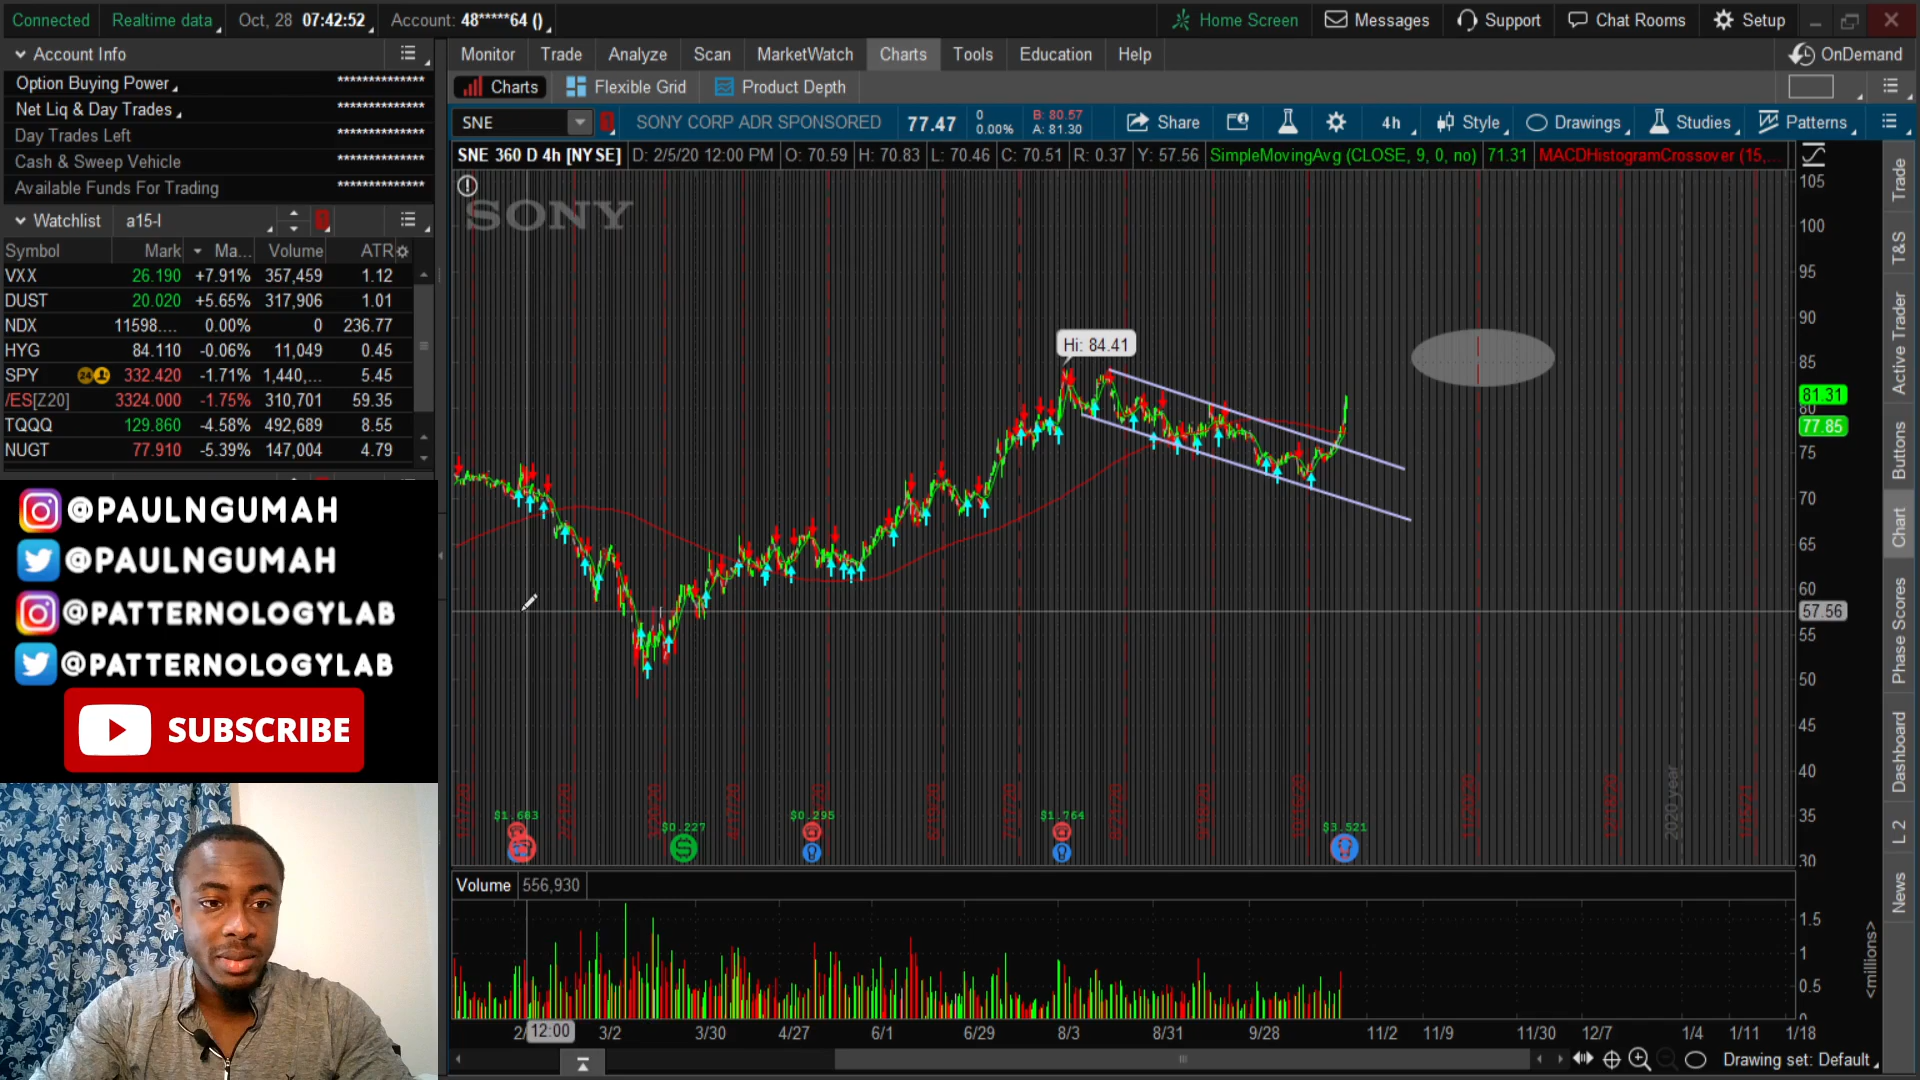 Connected Realtime data Oct, 28 07:42:52 Account: 48*****64 () Home Screen Messages Support Chat Rooms Setup
Account Info
Option Buying Power **************
Net Liq & Day Trades **************
Day Trades Left **************
Cash & Sweep Vehicle **************
Available Funds For Trading **************
Watchlist a15-l
Symbol Mark Ma... Volume ATR
VXX 26.190 +7.91% 357,459 1.12
DUST 20.020 +5.65% 317,906 1.01
NDX 11598.... 0.00% 0 236.77
HYG 84.110 -0.06% 11,049 0.45
SPY 332.420 -1.71% 1,440,... 5.45
/ES[Z20] 3324.000 -1.75% 310,701 59.35
TQQQ 129.860 -4.58% 492,689 8.55
NUGT 77.910 -5.39% 147,004 4.79
@PAULNGUMAH
@PAULNGUMAH
@PATTERNOLOGYLAB
@PATTERNOLOGYLAB
SUBSCRIBE
Monitor Trade Analyze Scan MarketWatch Charts Tools Education Help OnDemand
Charts Flexible Grid Product Depth
SNE SONY CORP ADR SPONSORED 77.47 0 0.00% B: 80.57 A: 81.30 Share 4h Style Drawings Studies Patterns
SNE 360 D 4h [NYSE] D: 2/5/20 12:00 PM O: 70.59 H: 70.83 L: 70.46 C: 70.51 R: 0.37 Y: 57.56 SimpleMovingAvg (CLOSE, 9, 0, no) 71.31 MACDHistogramCrossover (15,...
SONY
Hi: 84.41
105
100
95
90
85
81.31
80
77.85
75
70
65
60
57.56
55
50
45
40
35
30
2020 year
$1.603 $0.227 $0.295 $1.764 $3.521
Volume 556,930
1.5
1
0.5
0
<millions>
2/ 12:00 3/2 3/30 4/27 6/1 6/29 8/3 8/31 9/28 11/2 11/9 11/30 12/7 1/4 1/11 1/18
Drawing set: Default
Trade
T&S
Active Trader
Buttons
Chart
Phase Scores
Dashboard
L 2
News